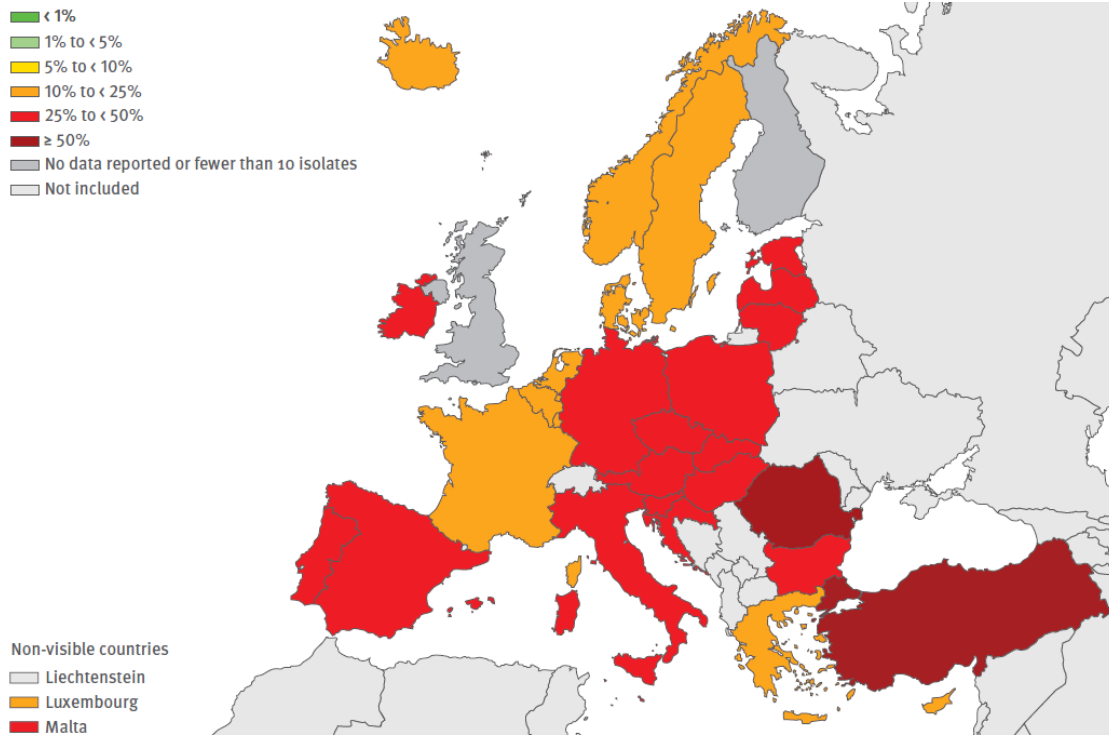 < 1%
1% to < 5%
5% to < 10%
10% to < 25%
25% to < 50%
≥ 50%
No data reported or fewer than 10 isolates
Not included
Non-visible countries
Liechtenstein
Luxembourg
Malta